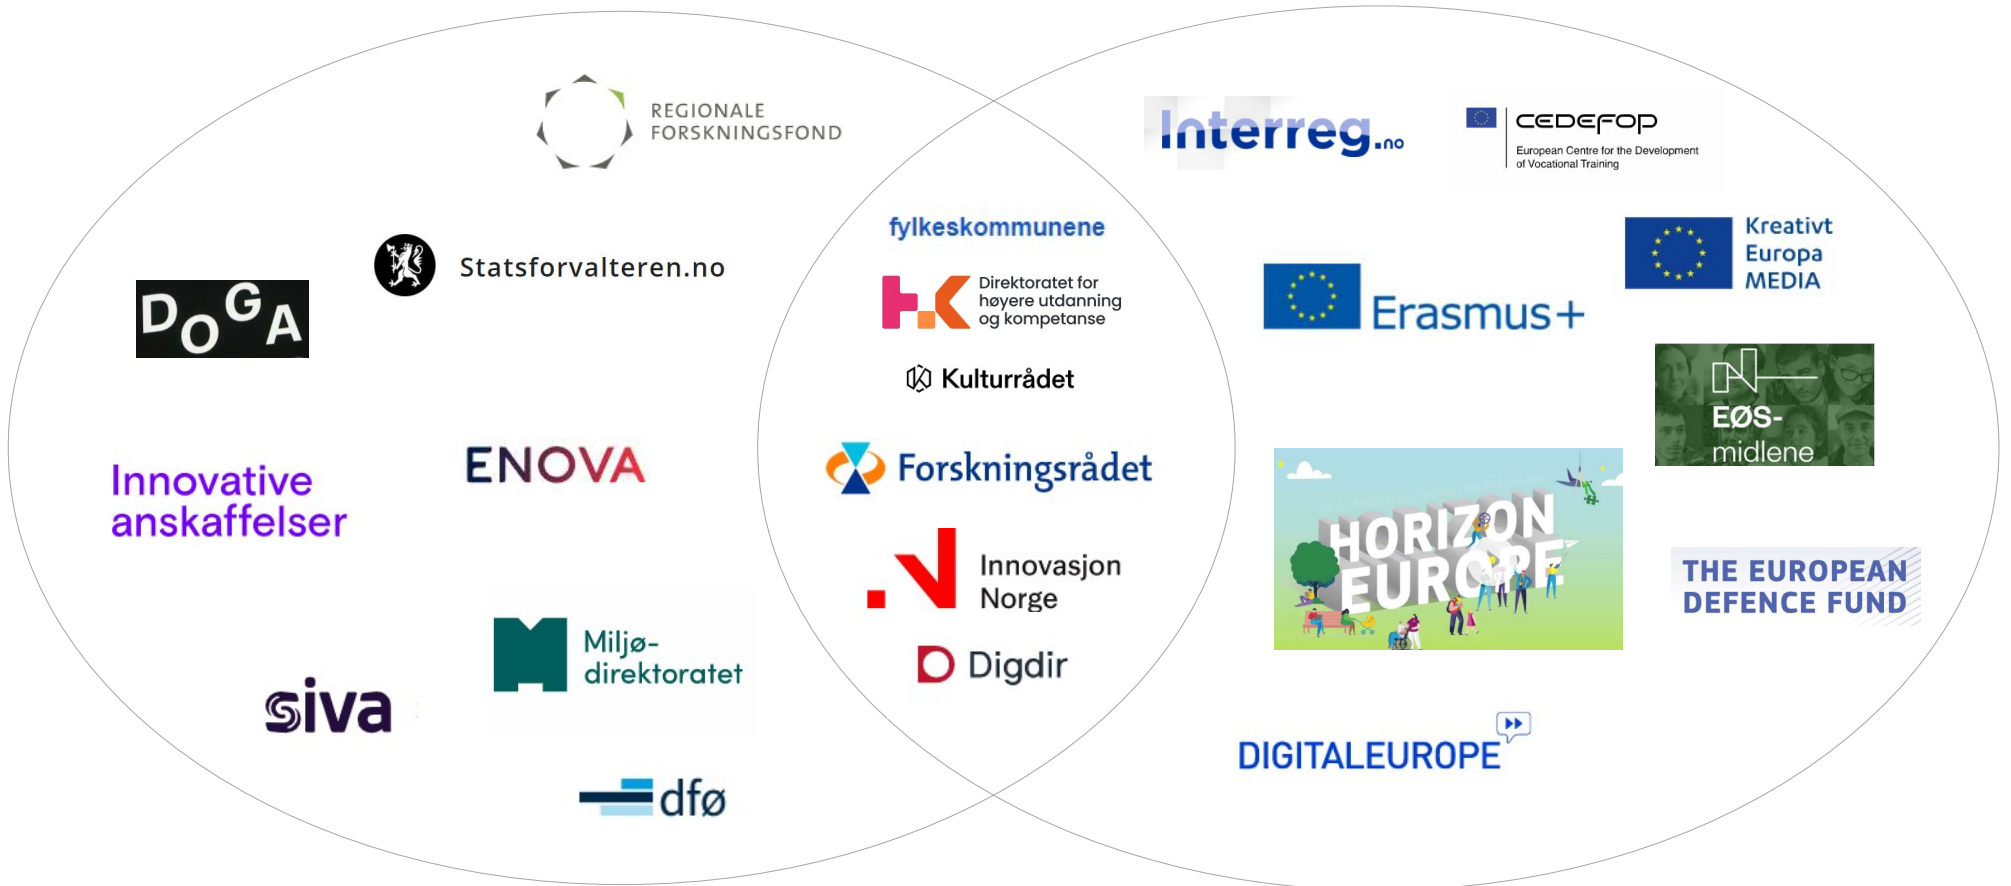 REGIONALE
FORSKNINGSFOND
Statsforvalteren.no
DOGA
Innovative
anskaffelser
ENOVA
Miljø-
direktoratet
siva
dfø
fylkeskommunene
Direktoratet for
høyere utdanning
og kompetanse
Kulturrådet
Forskningsrådet
Innovasjon
Norge
Digdir
Interreg.no
CEDEFOP
European Centre for the Development
of Vocational Training
Kreativt
Europa
MEDIA
Erasmus+
EØS-
midlene
HORIZON
EUROPE
THE EUROPEAN
DEFENCE FUND
DIGITALEUROPE